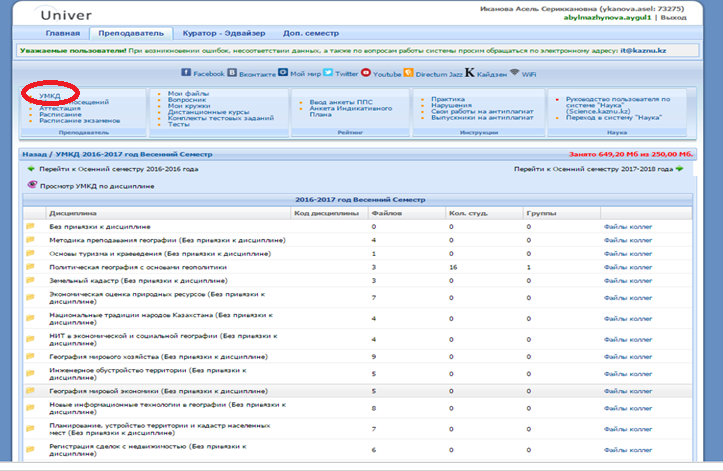 Univer
Иканова Асель Сериккановна (ykanova.asel: 73275)
abylmazhynova.aygul1 | Выход
Главная Преподаватель Куратор - Эдвайзер Доп. семестр
Уважаемые пользователи! При возникновении ошибок, несоответствии данных, а также по вопросам работы системы просим обращаться по электронному адресу: it@kaznu.kz
Facebook Вконтакте Мой мир Twitter Youtube Directum Jazz Кайдзен WiFi
УМКД
посещений
Аттестация
Расписание
Расписание экзаменов
Преподаватель
Мои файлы
Вопросник
Мои кружки
Дистанционные курсы
Комплекты тестовых заданий
Тесты
Ввод анкеты ППС
Анкета Индикативного
Плана
Рейтинг
Практика
Нарушения
Свои работы на антиплагиат
Выпускники на антиплагиат
Инструкции
Руководство пользователя по
системе "Наука"
(Science.kaznu.kz)
Переход в систему "Наука"
Наука
Назад / УМКД 2016-2017 год Весенний Семестр Занято 649,20 Мб из 250,00 Мб.
Перейти к Осенний семестру 2016-2016 года Перейти к Осенний семестру 2017-2018 года
Просмотр УМКД по дисциплине
2016-2017 год Весенний Семестр
Дисциплина Код дисциплины Файлов Кол. студ. Группы
Без привязки к дисциплине 0 0 0 Файлы коллег
Методика преподавания географии (Без привязки к дисциплине) 4 0 0 Файлы коллег
Основы туризма и краеведения (Без привязки к дисциплине) 1 0 0 Файлы коллег
Политическая география с основами геополитики 3 16 1 Файлы коллег
Земельный кадастр (Без привязки к дисциплине) 3 0 0 Файлы коллег
Экономическая оценка природных ресурсов (Без привязки к
дисциплине) 7 0 0 Файлы коллег
Национальные традиции народов Казахстана (Без привязки к
дисциплине) 4 0 0 Файлы коллег
НИТ в экономической и социальной географии (Без привязки к
дисциплине) 4 0 0 Файлы коллег
География мирового хозяйства (Без привязки к дисциплине) 9 0 0 Файлы коллег
Инженерное обустройство территории (Без привязки к
дисциплине) 5 0 0 Файлы коллег
География мировой экономики (Без привязки к дисциплине) 5 0 0 Файлы коллег
Новые информационные технологии в географии (Без привязки к
дисциплине) 8 0 0 Файлы коллег
Планирование, устройство территории и кадастр населенных
мест (Без привязки к дисциплине) 7 0 0 Файлы коллег
Регистрация сделок с недвижимостью (Без привязки к
дисциплине) 6 0 0 Файлы коллег